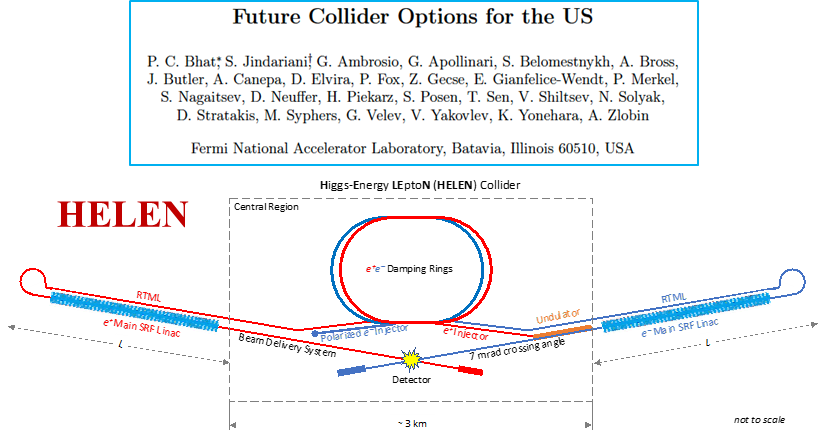 Future Collider Options for the US
P. C. Bhat,* S. Jindariani,† G. Ambrosio, G. Apollinari, S. Belomestnykh, A. Bross,
J. Butler, A. Canepa, D. Elvira, P. Fox, Z. Gecse, E. Gianfelice-Wendt, P. Merkel,
S. Nagaitsev, D. Neuffer, H. Piekarz, S. Posen, T. Sen, V. Shiltsev, N. Solyak,
D. Stratakis, M. Syphers, G. Velev, V. Yakovlev, K. Yonehara, A. Zlobin
Fermi National Accelerator Laboratory, Batavia, Illinois 60510, USA
Higgs-Energy LEptoN (HELEN) Collider
HELEN
Central Region
e⁺e⁻ Damping Rings
RTML
e⁺ Main SRF Linac
L
Polarized e⁻ Injector
e⁺ Injector
Undulator
RTML
e⁻ Main SRF Linac
L
Beam Delivery System
7 mrad crossing angle
Detector
~ 3 km
not to scale